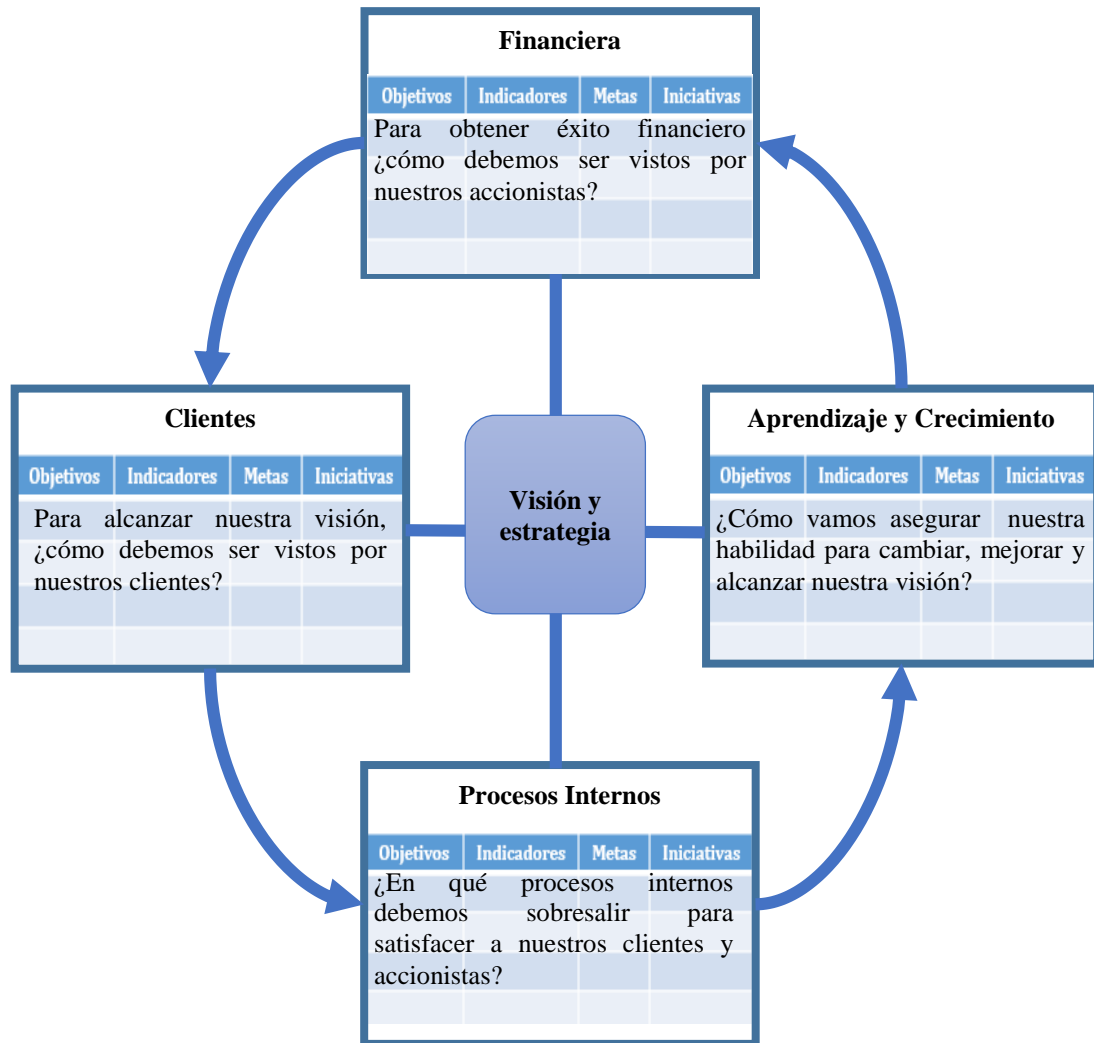 Financiera
Objetivos Indicadores Metas Iniciativas
Para obtener éxito financiero
¿cómo debemos ser vistos por
nuestros accionistas?
Clientes
Objetivos Indicadores Metas Iniciativas
Para alcanzar nuestra visión,
¿cómo debemos ser vistos por
nuestros clientes?
Visión y
estrategia
Aprendizaje y Crecimiento
Objetivos Indicadores Metas Iniciativas
¿Cómo vamos asegurar nuestra
habilidad para cambiar, mejorar y
alcanzar nuestra visión?
Procesos Internos
Objetivos Indicadores Metas Iniciativas
¿En qué procesos internos
debemos sobresalir para
satisfacer a nuestros clientes y
accionistas?